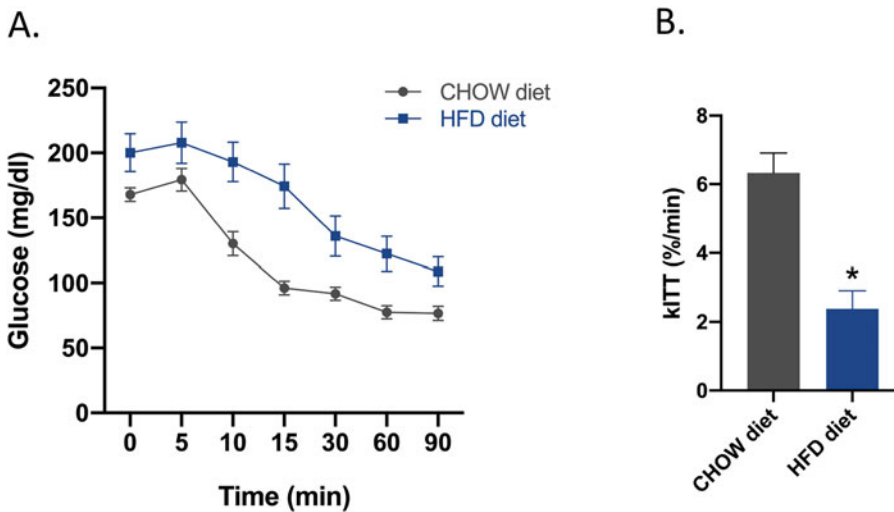 A.
Glucose (mg/dl)
250
200
150
100
50
0
0 5 10 15 30 60 90
Time (min)
CHOW diet
HFD diet
B.
kITT (%/min)
8
6
4
2
0
*
CHOW diet
HFD diet